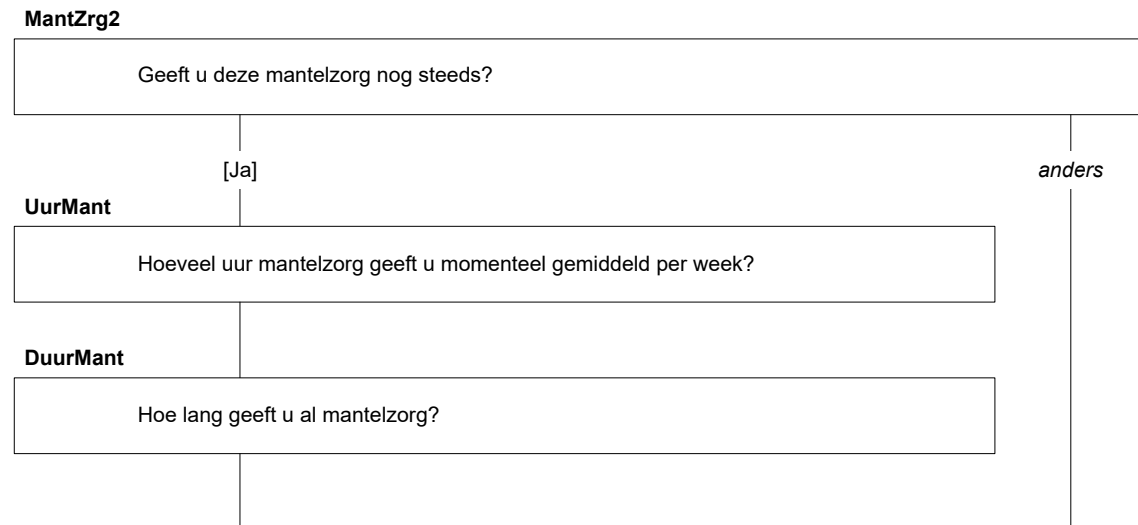 MantZrg2
Geeft u deze mantelzorg nog steeds?
[Ja]
anders
UurMant
Hoeveel uur mantelzorg geeft u momenteel gemiddeld per week?
DuurMant
Hoe lang geeft u al mantelzorg?